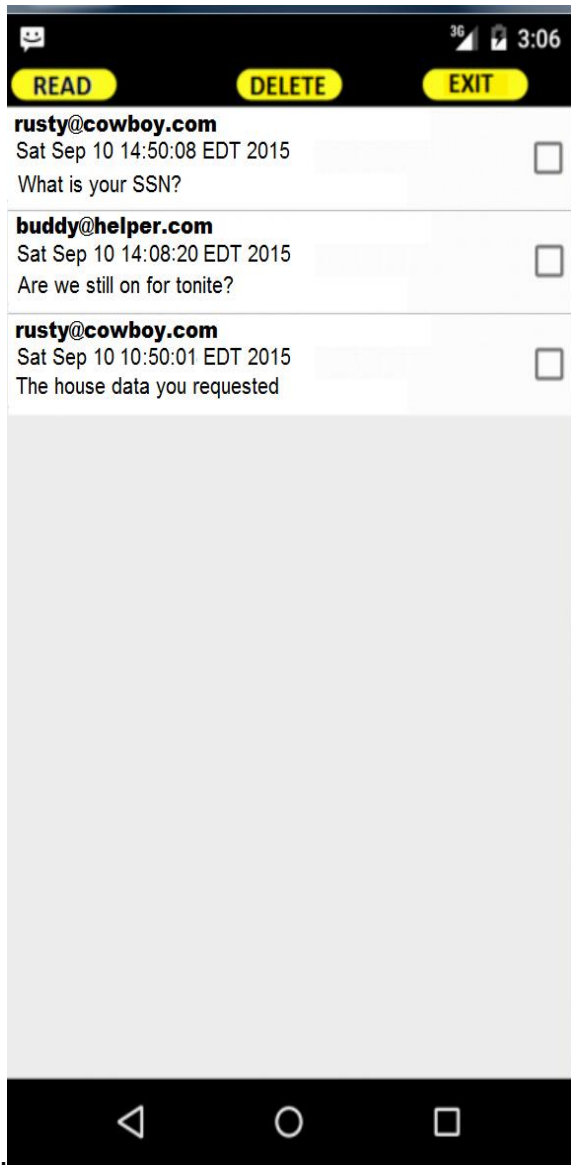 3G 3:06
READ DELETE EXIT
rusty@cowboy.com
Sat Sep 10 14:50:08 EDT 2015
What is your SSN?
buddy@helper.com
Sat Sep 10 14:08:20 EDT 2015
Are we still on for tonite?
rusty@cowboy.com
Sat Sep 10 10:50:01 EDT 2015
The house data you requested
.